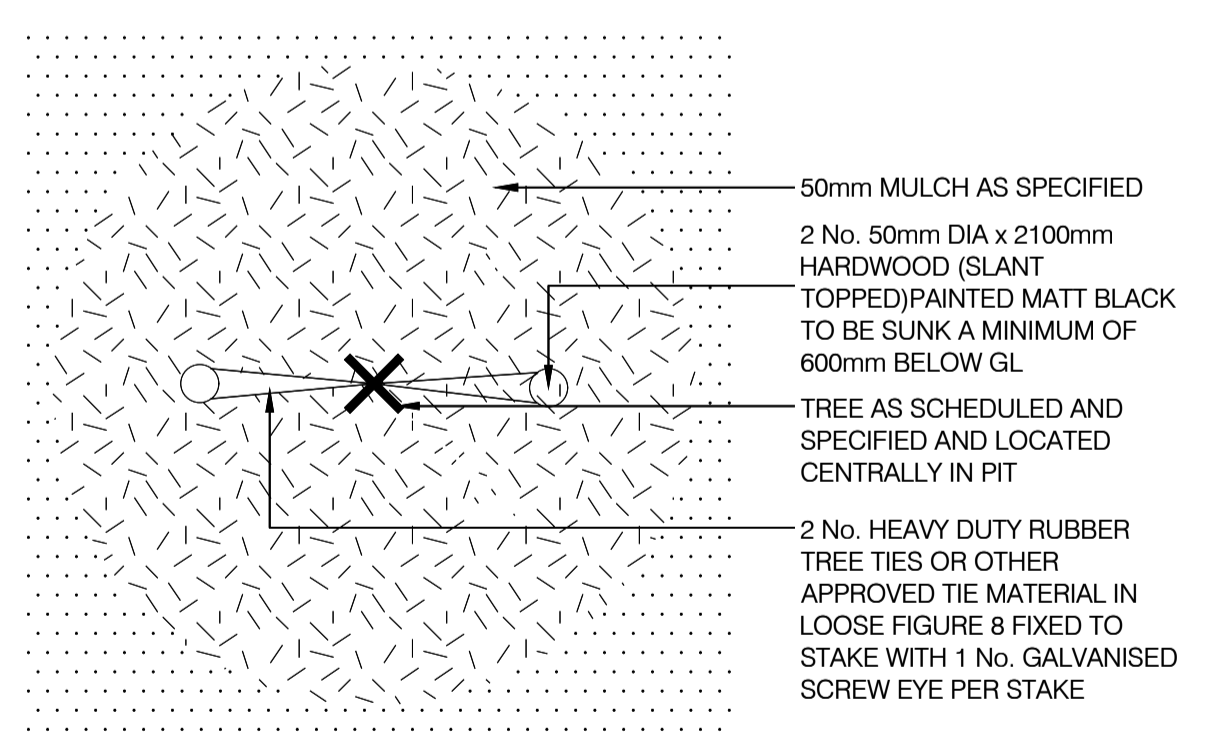 50mm MULCH AS SPECIFIED
2 No. 50mm DIA x 2100mm
HARDWOOD (SLANT
TOPPED)PAINTED MATT BLACK
TO BE SUNK A MINIMUM OF
600mm BELOW GL
TREE AS SCHEDULED AND
SPECIFIED AND LOCATED
CENTRALLY IN PIT
2 No. HEAVY DUTY RUBBER
TREE TIES OR OTHER
APPROVED TIE MATERIAL IN
LOOSE FIGURE 8 FIXED TO
STAKE WITH 1 No. GALVANISED
SCREW EYE PER STAKE